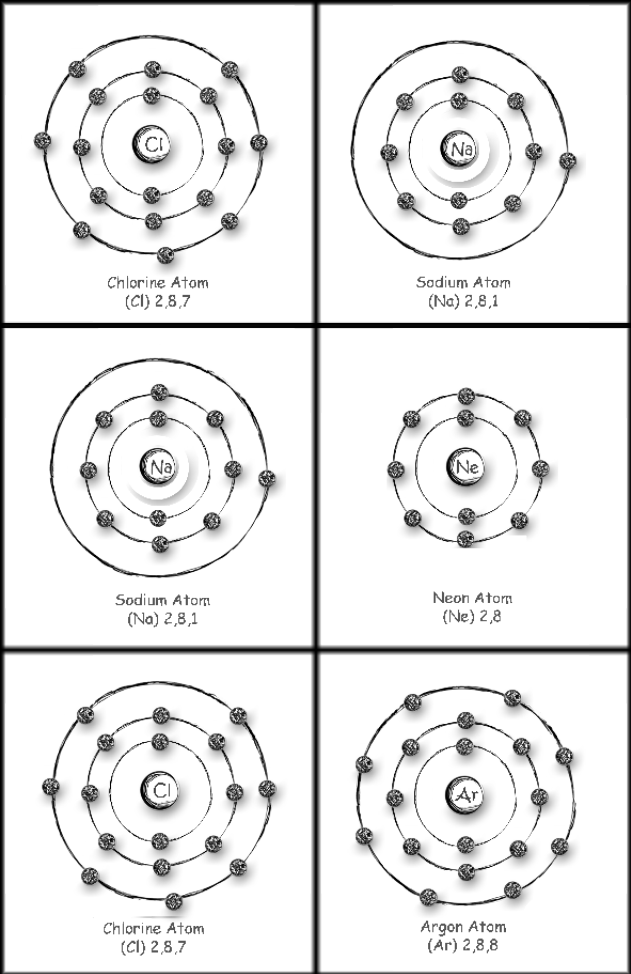 Cl
Chlorine Atom
(Cl) 2,8,7
Na
Sodium Atom
(Na) 2,8,1
Na
Sodium Atom
(Na) 2,8,1
Ne
Neon Atom
(Ne) 2,8
Cl
Chlorine Atom
(Cl) 2,8,7
Ar
Argon Atom
(Ar) 2,8,8